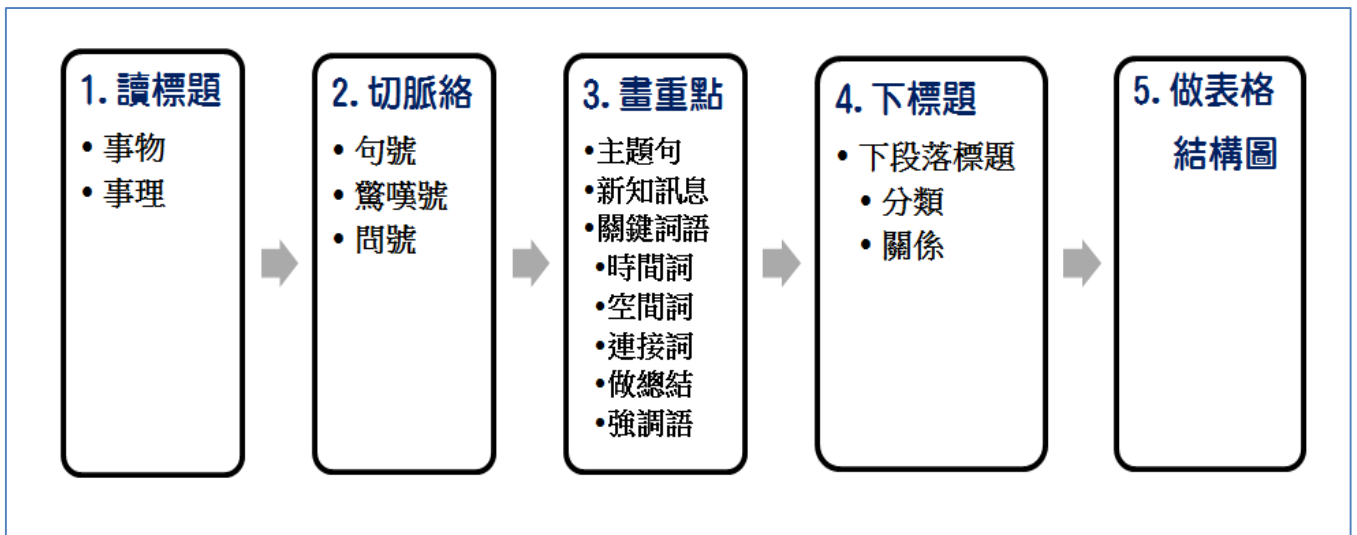 1. 讀標題
• 事物
• 事理
2. 切脈絡
• 句號
• 驚嘆號
• 問號
3. 畫重點
•主題句
•新知訊息
•關鍵詞語
•時間詞
•空間詞
•連接詞
•做總結
•強調語
4. 下標題
• 下段落標題
• 分類
• 關係
5. 做表格
結構圖